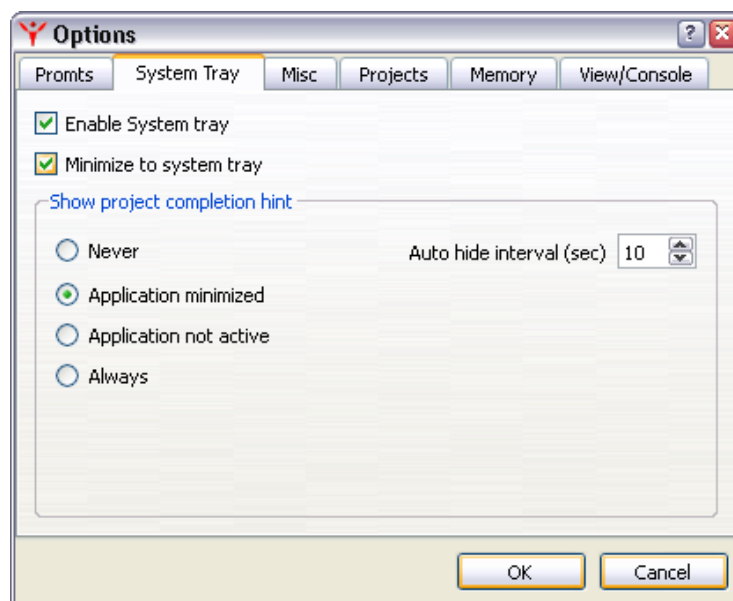 Options
Promts System Tray Misc Projects Memory View/Console
Enable System tray
Minimize to system tray
Show project completion hint
Never Auto hide interval (sec) 10
Application minimized
Application not active
Always
OK Cancel